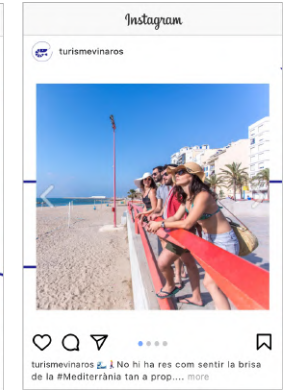 Instagram
turismevinaros
turismevinaros 🏖️🚶 No hi ha res com sentir la brisa
de la #Mediterrània tan a prop.... more